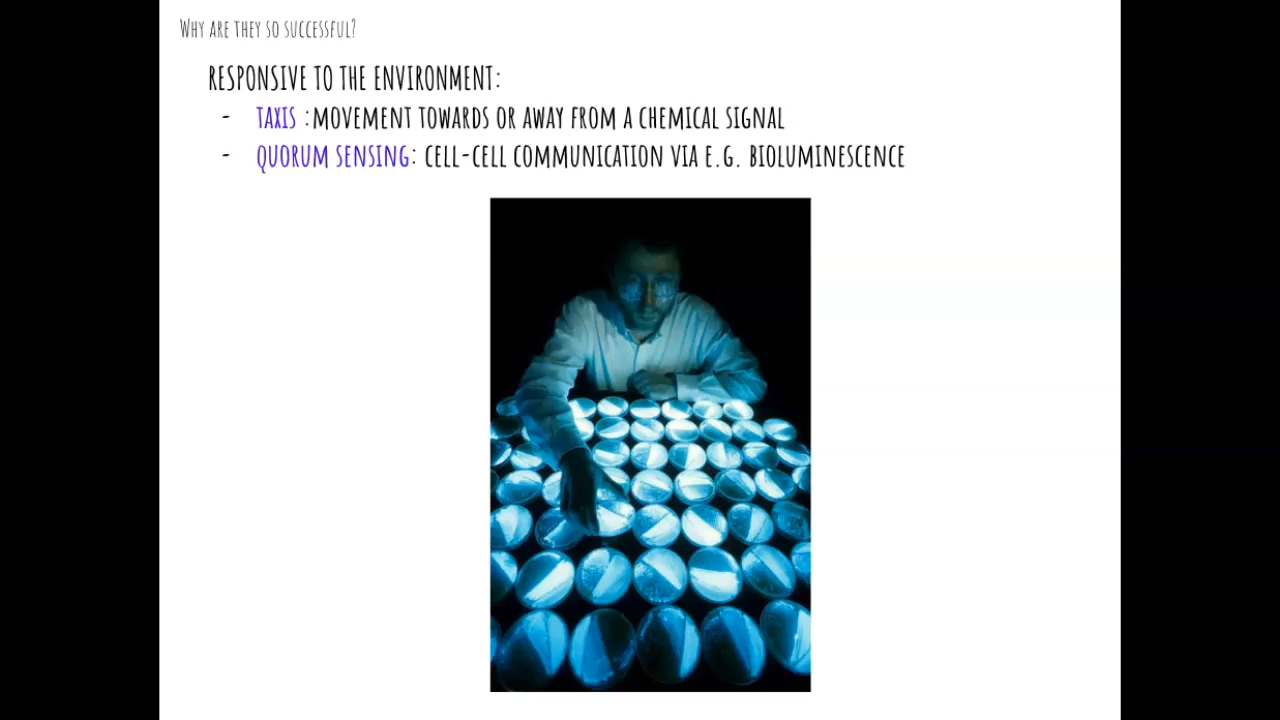 Why are they so successful?
RESPONSIVE TO THE ENVIRONMENT:
- TAXIS :MOVEMENT TOWARDS OR AWAY FROM A CHEMICAL SIGNAL
- QUORUM SENSING: CELL-CELL COMMUNICATION VIA E.G. BIOLUMINESCENCE